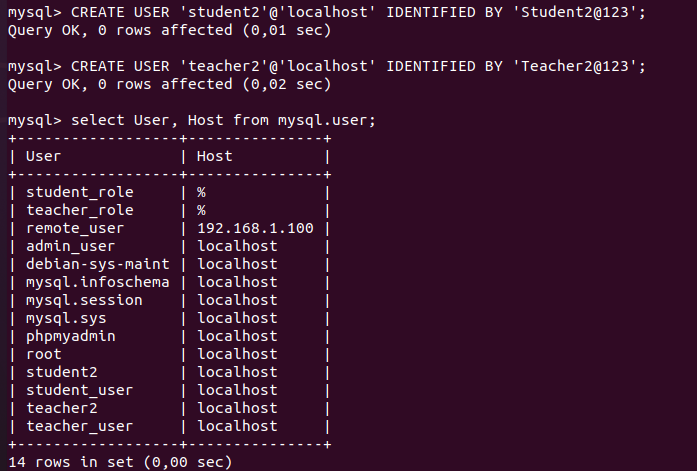 mysql> CREATE USER 'student2'@'localhost' IDENTIFIED BY 'Student2@123';
Query OK, 0 rows affected (0,01 sec)
mysql> CREATE USER 'teacher2'@'localhost' IDENTIFIED BY 'Teacher2@123';
Query OK, 0 rows affected (0,02 sec)
mysql> select User, Host from mysql.user;
+------------------+---------------+
| User             | Host          |
+------------------+---------------+
| student_role     | %             |
| teacher_role     | %             |
| remote_user      | 192.168.1.100 |
| admin_user       | localhost     |
| debian-sys-maint | localhost     |
| mysql.infoschema | localhost     |
| mysql.session    | localhost     |
| mysql.sys        | localhost     |
| phpmyadmin       | localhost     |
| root             | localhost     |
| student2         | localhost     |
| student_user     | localhost     |
| teacher2         | localhost     |
| teacher_user     | localhost     |
+------------------+---------------+
14 rows in set (0,00 sec)